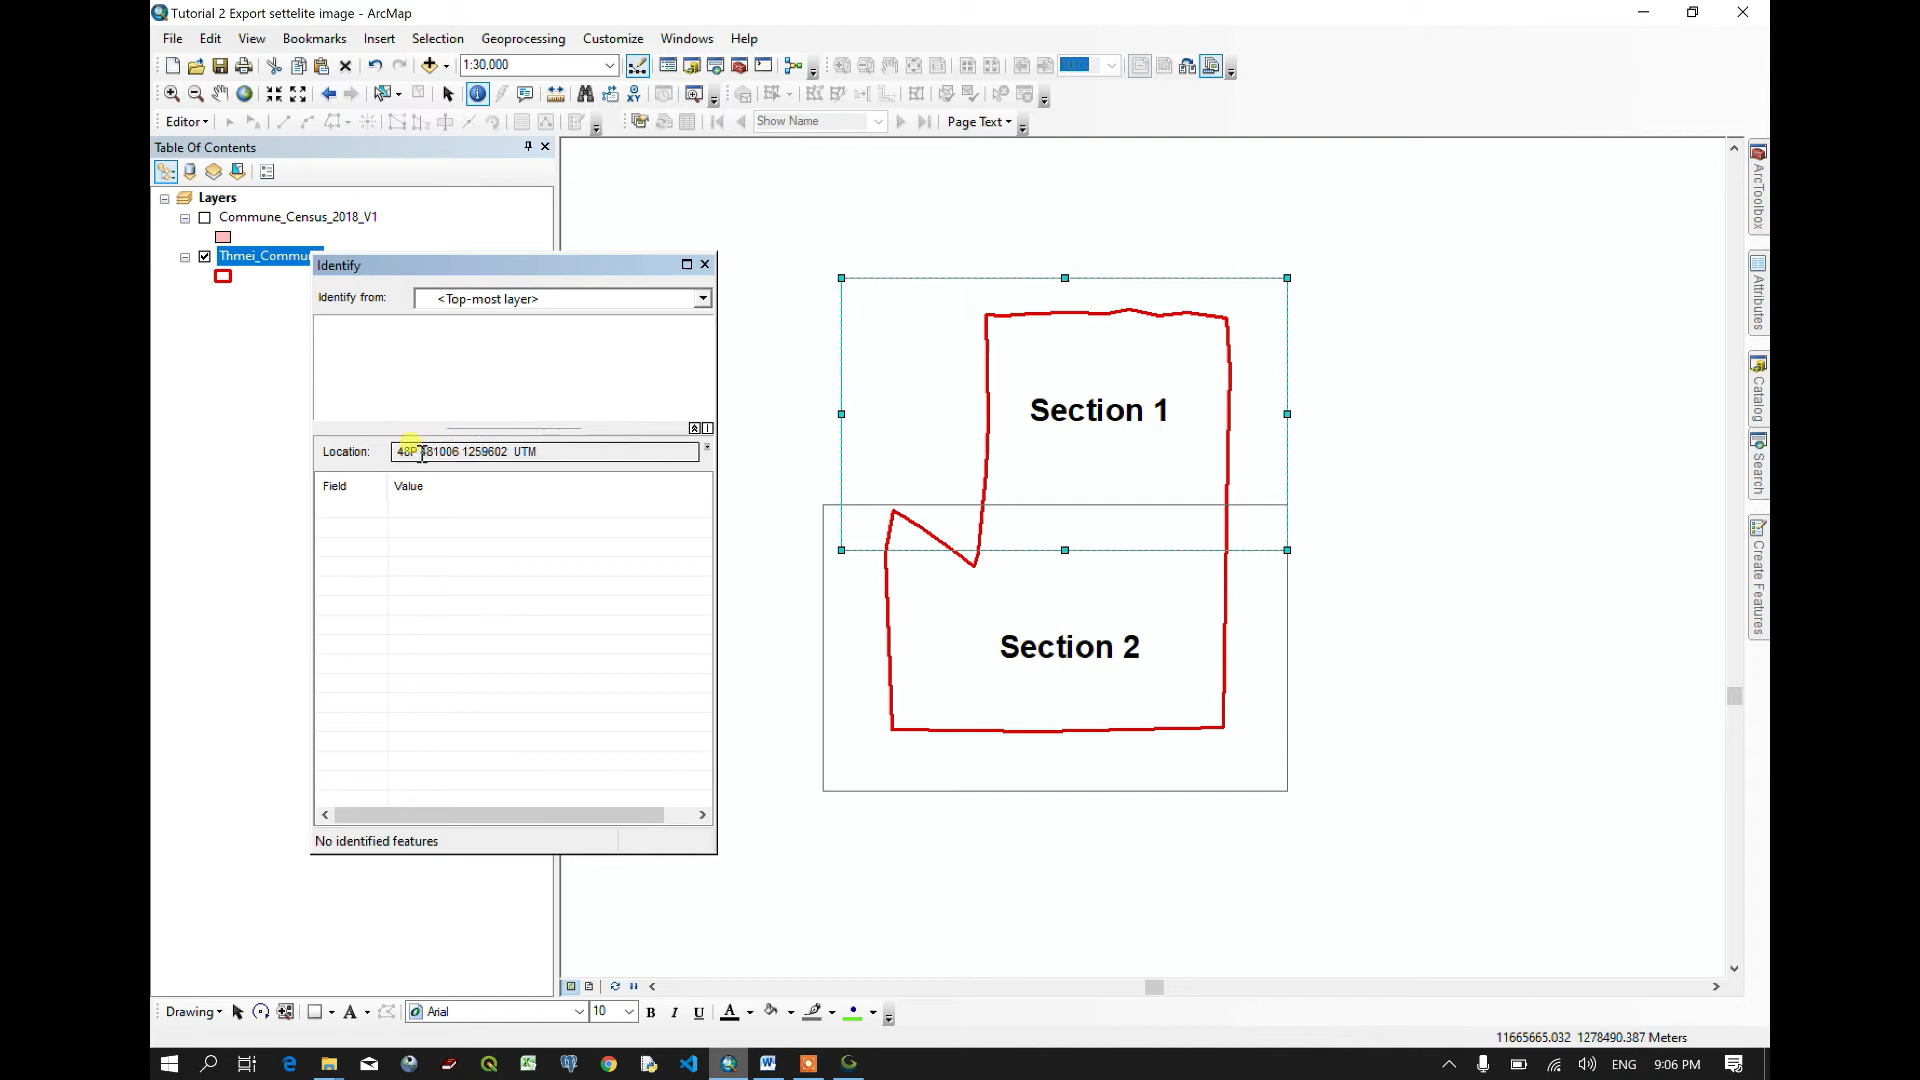 Tutorial 2 Export settelite image - ArcMap
File Edit View Bookmarks Insert Selection Geoprocessing Customize Windows Help
1:30,000
Editor Show Name Page Text
Table Of Contents
Layers
Commune_Census_2018_V1
Identify
Identify from: <Top-most layer>
Location: 48P 481006 1259602 UTM
Field Value
No identified features
Section 1
Section 2
ArcToolbox
Attributes
Catalog
Search
Create Features
Drawing A Arial 10 B I U A
11665665.032 1278490.387 Meters
ENG 9:06 PM